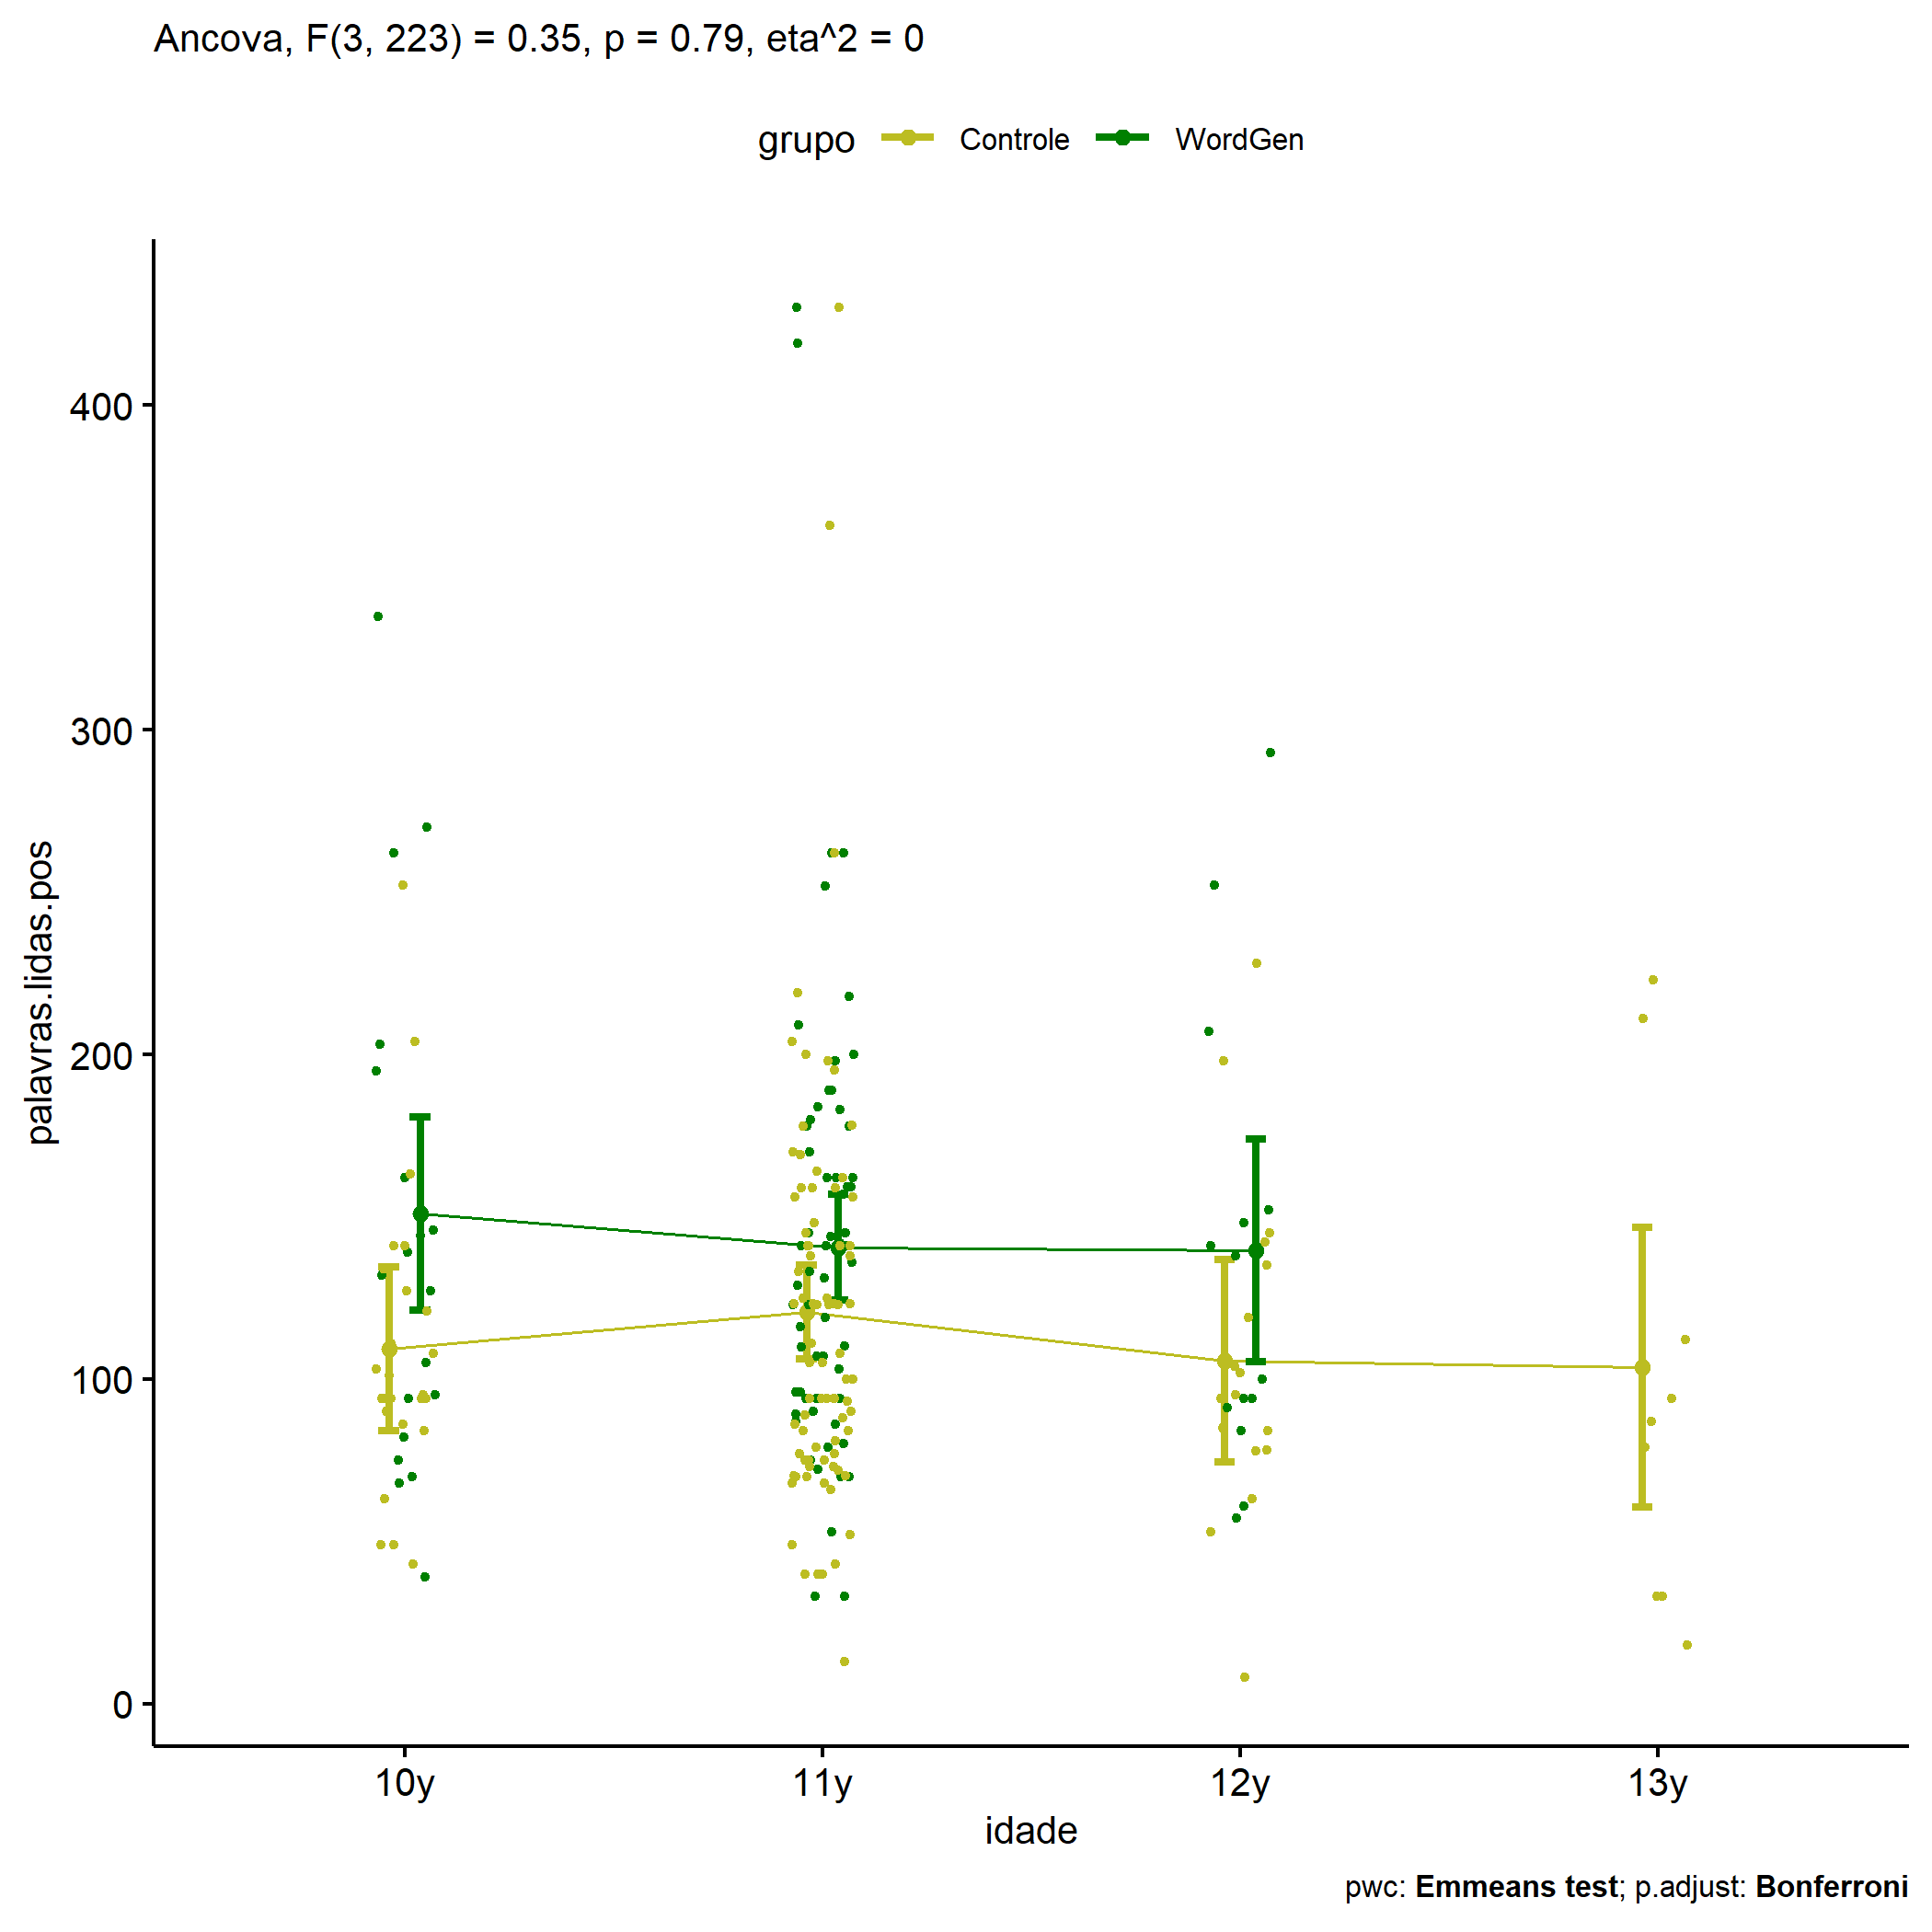 Ancova, F(3, 223) = 0.35, p = 0.79, eta^2 = 0
grupo Controle WordGen
palavras.lidas.pos
400
300
200
100
0
10y 11y 12y 13y
idade
pwc: Emmeans test; p.adjust: Bonferroni